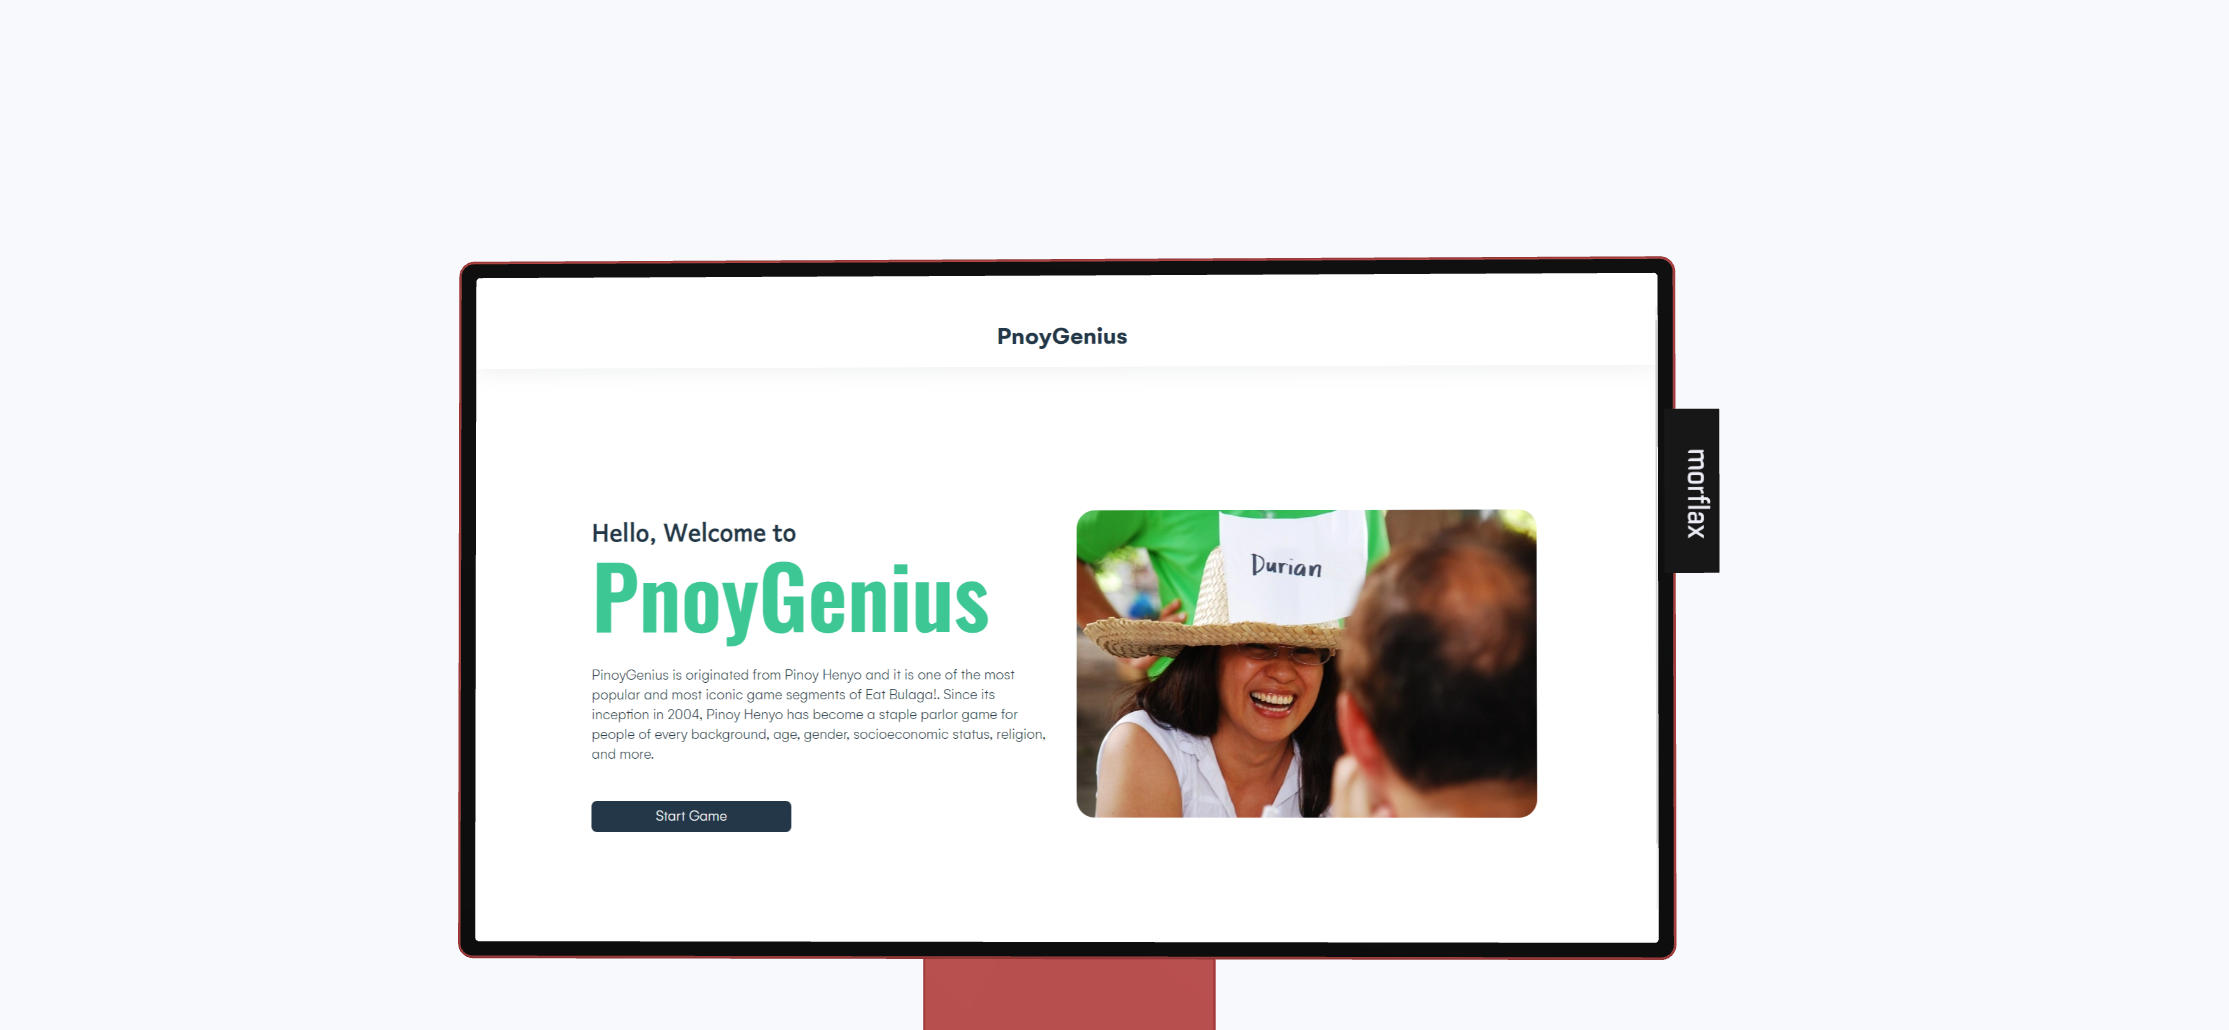 PnoyGenius
Hello, Welcome to
PnoyGenius
PinoyGenius is originated from Pinoy Henyo and it is one of the most
popular and most iconic game segments of Eat Bulaga!. Since its
inception in 2004, Pinoy Henyo has become a staple parlor game for
people of every background, age, gender, socioeconomic status, religion,
and more.
Start Game
Durian
morflax